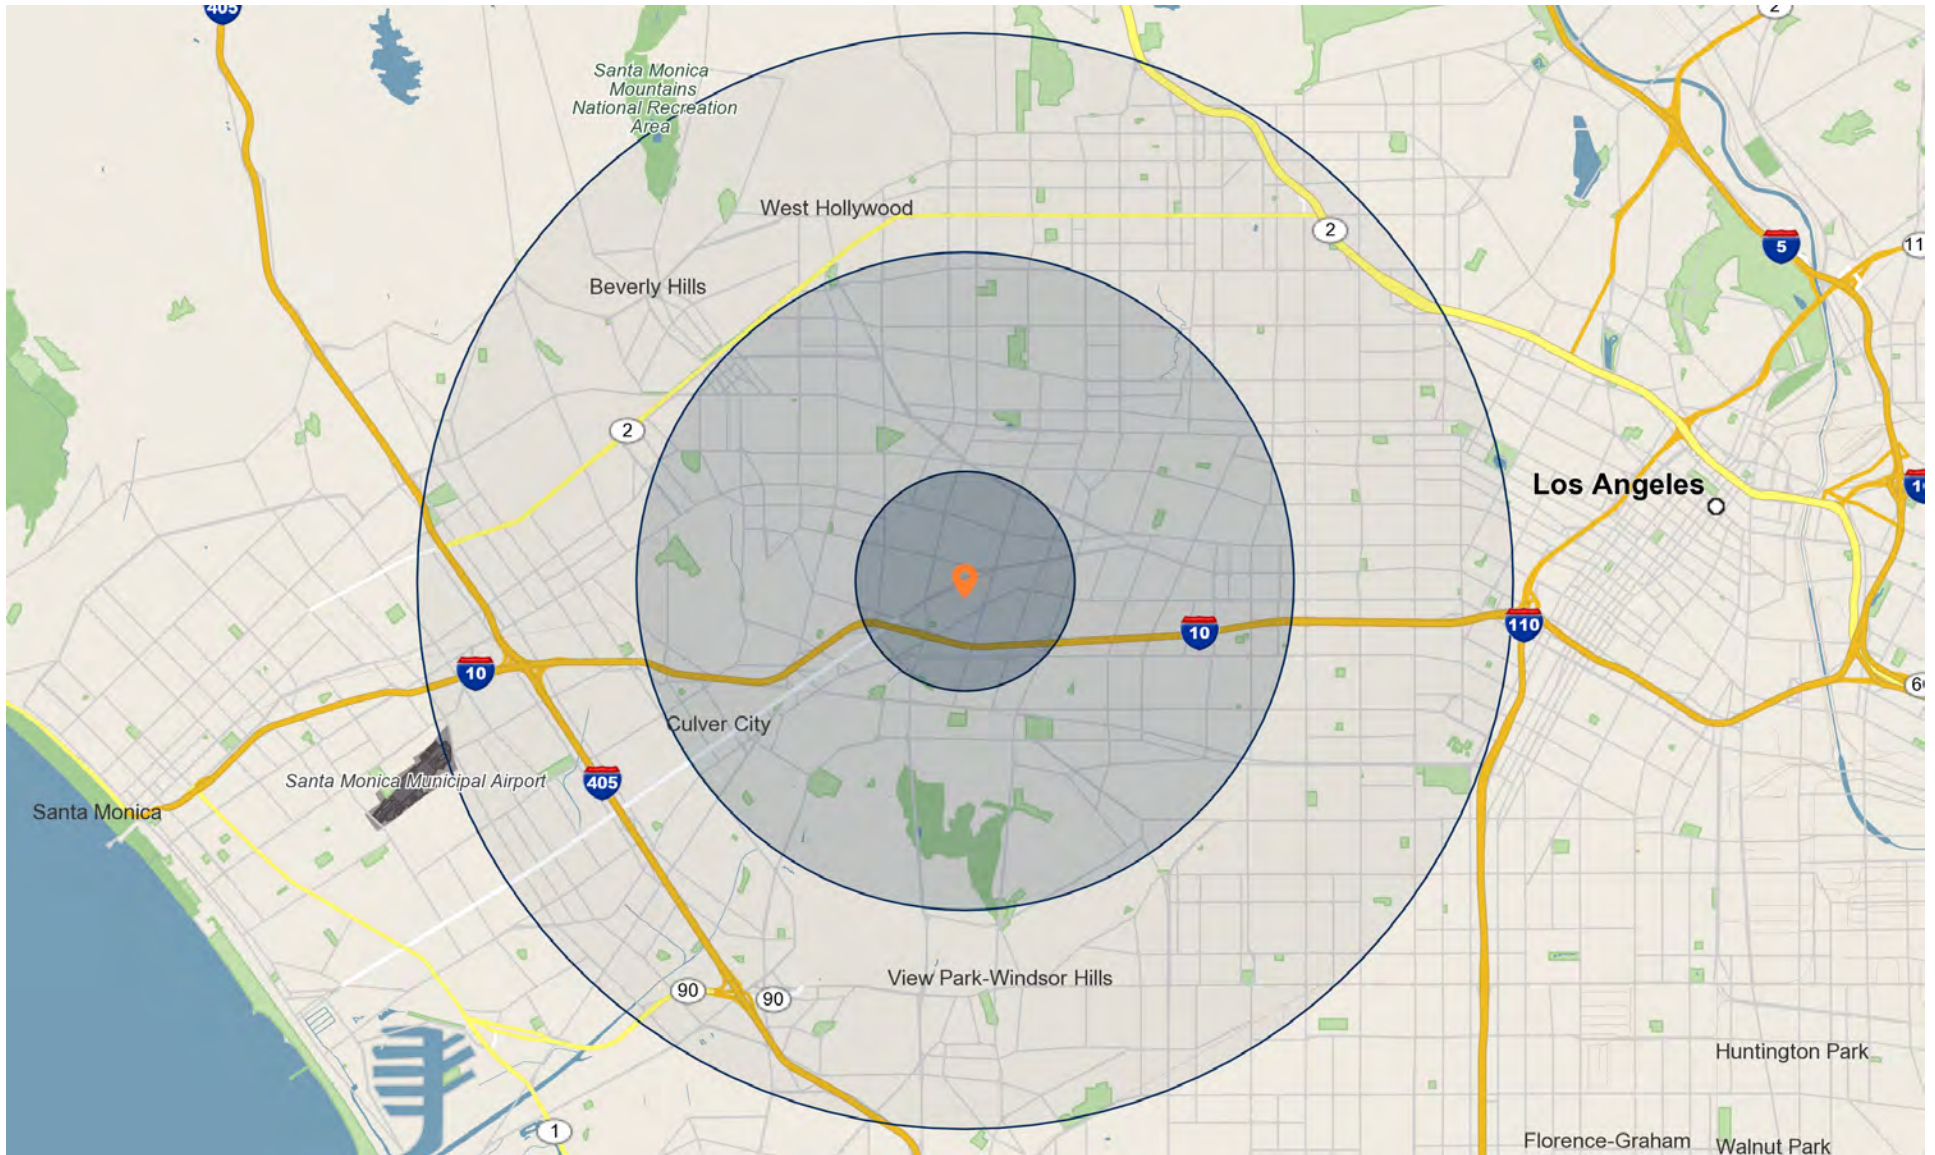 405
2
Santa Monica
Mountains
National Recreation
Area
West Hollywood
2
5
11
Beverly Hills
2
Los Angeles
10
110
10
Culver City
Santa Monica Municipal Airport
405
Santa Monica
View Park-Windsor Hills
90
90
Huntington Park
1
Florence-Graham
Walnut Park